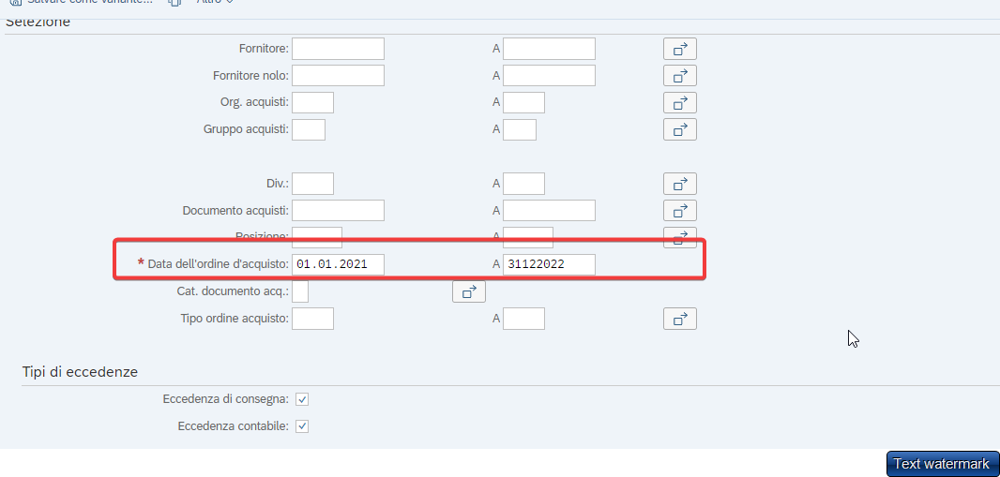 Salvare come variante... Altro
Selezione
Fornitore: A
Fornitore nolo: A
Org. acquisti: A
Gruppo acquisti: A
Div.: A
Documento acquisti: A
Posizione: A
* Data dell'ordine d'acquisto: 01.01.2021 A 31122022
Cat. documento acq.:
Tipo ordine acquisto: A
Tipi di eccedenze
Eccedenza di consegna:
Eccedenza contabile:
Text watermark